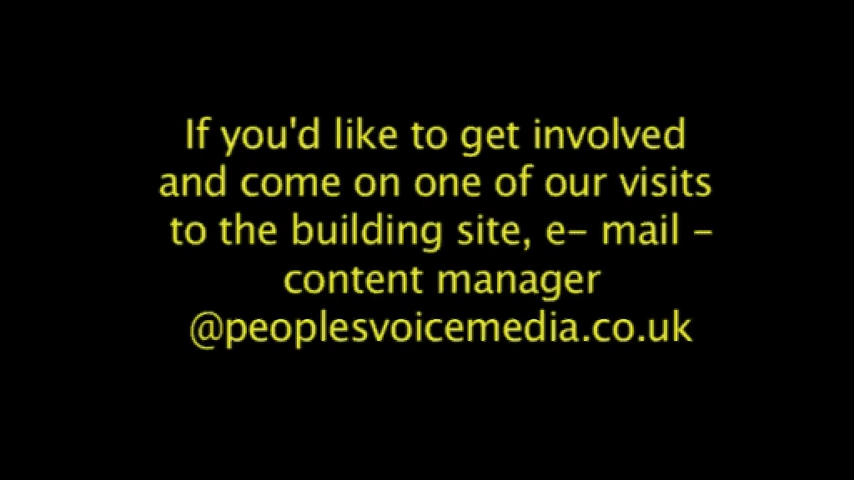 If you'd like to get involved
and come on one of our visits
to the building site, e- mail -
content manager
@peoplesvoicemedia.co.uk